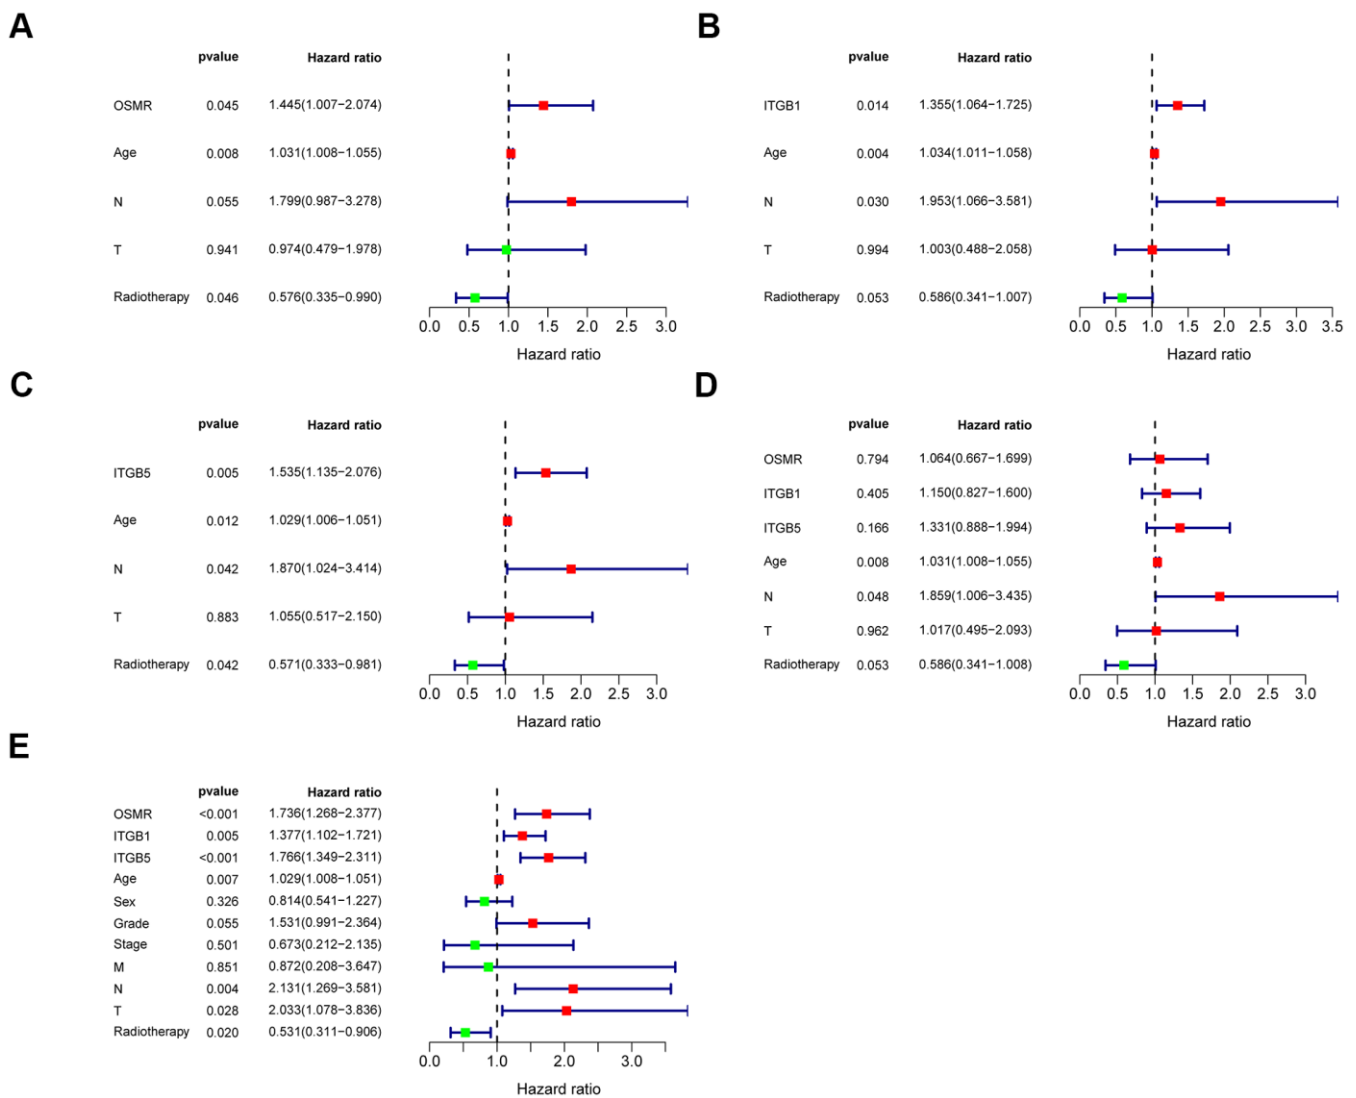 A
pvalue Hazard ratio
OSMR 0.045 1.445(1.007−2.074)
Age 0.008 1.031(1.008−1.055)
N 0.055 1.799(0.987−3.278)
T 0.941 0.974(0.479−1.978)
Radiotherapy 0.046 0.576(0.335−0.990)
0.0 0.5 1.0 1.5 2.0 2.5 3.0
Hazard ratio
B
pvalue Hazard ratio
ITGB1 0.014 1.355(1.064−1.725)
Age 0.004 1.034(1.011−1.058)
N 0.030 1.953(1.066−3.581)
T 0.994 1.003(0.488−2.058)
Radiotherapy 0.053 0.586(0.341−1.007)
0.0 0.5 1.0 1.5 2.0 2.5 3.0 3.5
Hazard ratio
C
pvalue Hazard ratio
ITGB5 0.005 1.535(1.135−2.076)
Age 0.012 1.029(1.006−1.051)
N 0.042 1.870(1.024−3.414)
T 0.883 1.055(0.517−2.150)
Radiotherapy 0.042 0.571(0.333−0.981)
0.0 0.5 1.0 1.5 2.0 2.5 3.0
Hazard ratio
D
pvalue Hazard ratio
OSMR 0.794 1.064(0.667−1.699)
ITGB1 0.405 1.150(0.827−1.600)
ITGB5 0.166 1.331(0.888−1.994)
Age 0.008 1.031(1.008−1.055)
N 0.048 1.859(1.006−3.435)
T 0.962 1.017(0.495−2.093)
Radiotherapy 0.053 0.586(0.341−1.008)
0.0 0.5 1.0 1.5 2.0 2.5 3.0
Hazard ratio
E
pvalue Hazard ratio
OSMR <0.001 1.736(1.268−2.377)
ITGB1 0.005 1.377(1.102−1.721)
ITGB5 <0.001 1.766(1.349−2.311)
Age 0.007 1.029(1.008−1.051)
Sex 0.326 0.814(0.541−1.227)
Grade 0.055 1.531(0.991−2.364)
Stage 0.501 0.673(0.212−2.135)
M 0.851 0.872(0.208−3.647)
N 0.004 2.131(1.269−3.581)
T 0.028 2.033(1.078−3.836)
Radiotherapy 0.020 0.531(0.311−0.906)
0.0 1.0 2.0 3.0
Hazard ratio